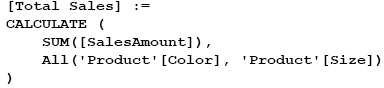 [Total Sales] :=
CALCULATE (
    SUM([SalesAmount]),
    All('Product'[Color], 'Product'[Size])
)